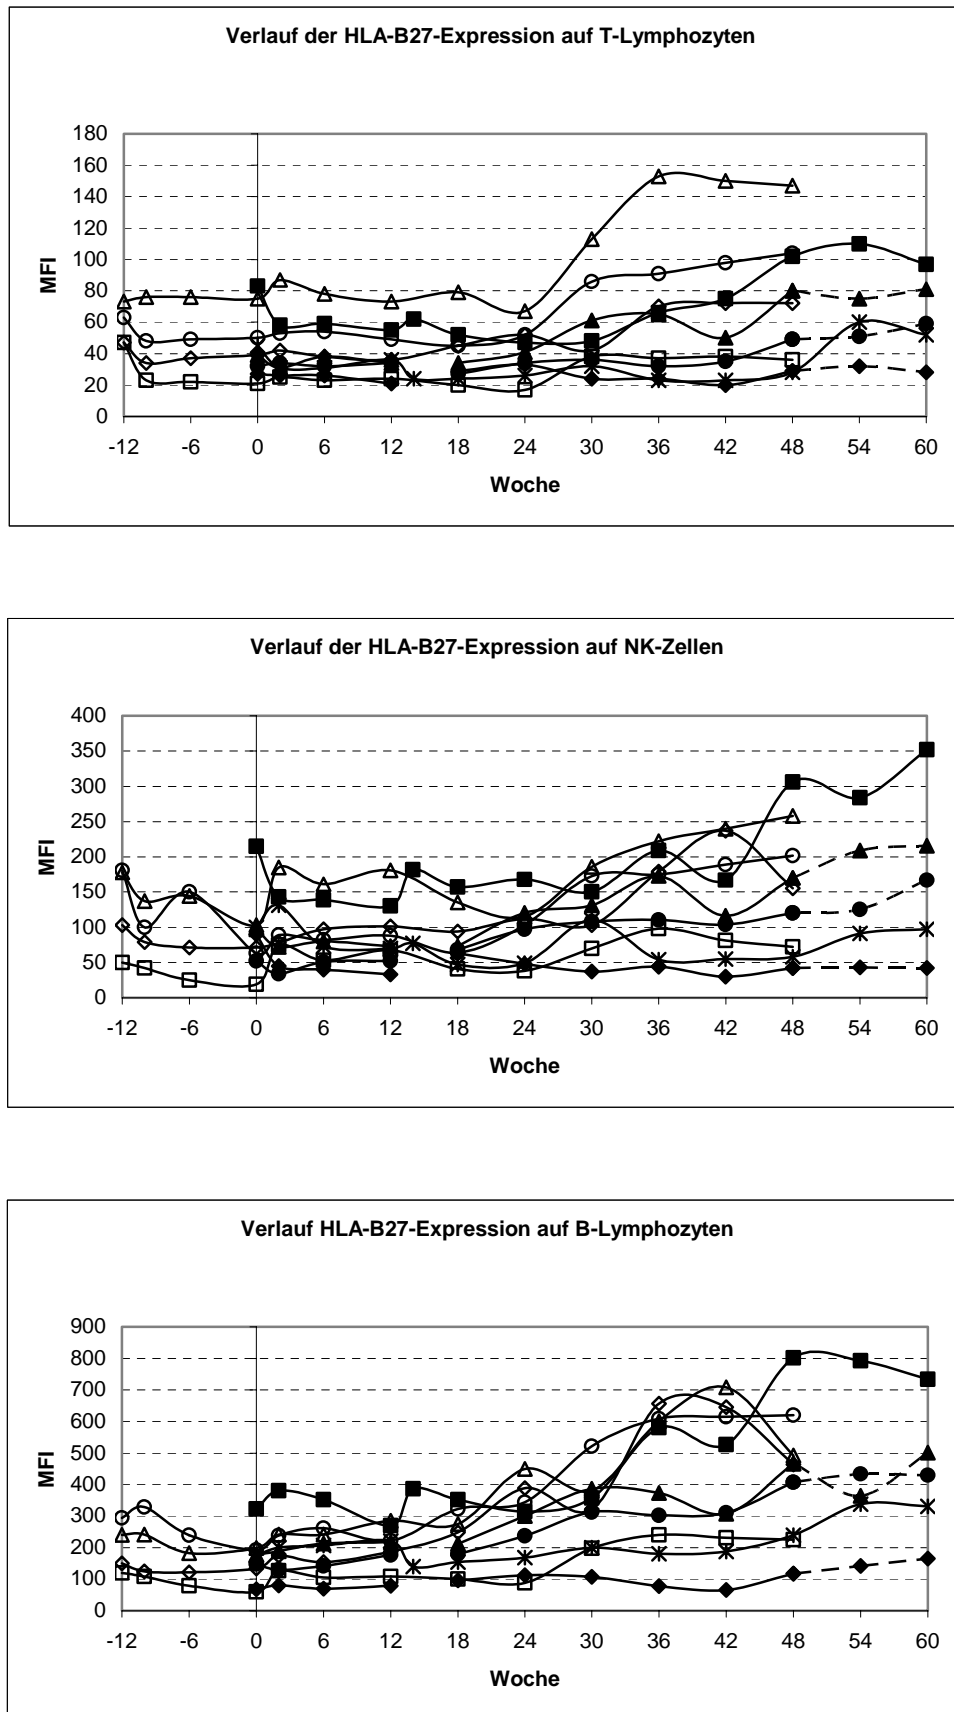 Verlauf der HLA-B27-Expression auf T-Lymphozyten
180
160
140
120
100
80
60
40
20
0
MFI
-12 -6 0 6 12 18 24 30 36 42 48 54 60
Woche
Verlauf der HLA-B27-Expression auf NK-Zellen
400
350
300
250
200
150
100
50
0
MFI
-12 -6 0 6 12 18 24 30 36 42 48 54 60
Woche
Verlauf HLA-B27-Expression auf B-Lymphozyten
900
800
700
600
500
400
300
200
100
0
MFI
-12 -6 0 6 12 18 24 30 36 42 48 54 60
Woche